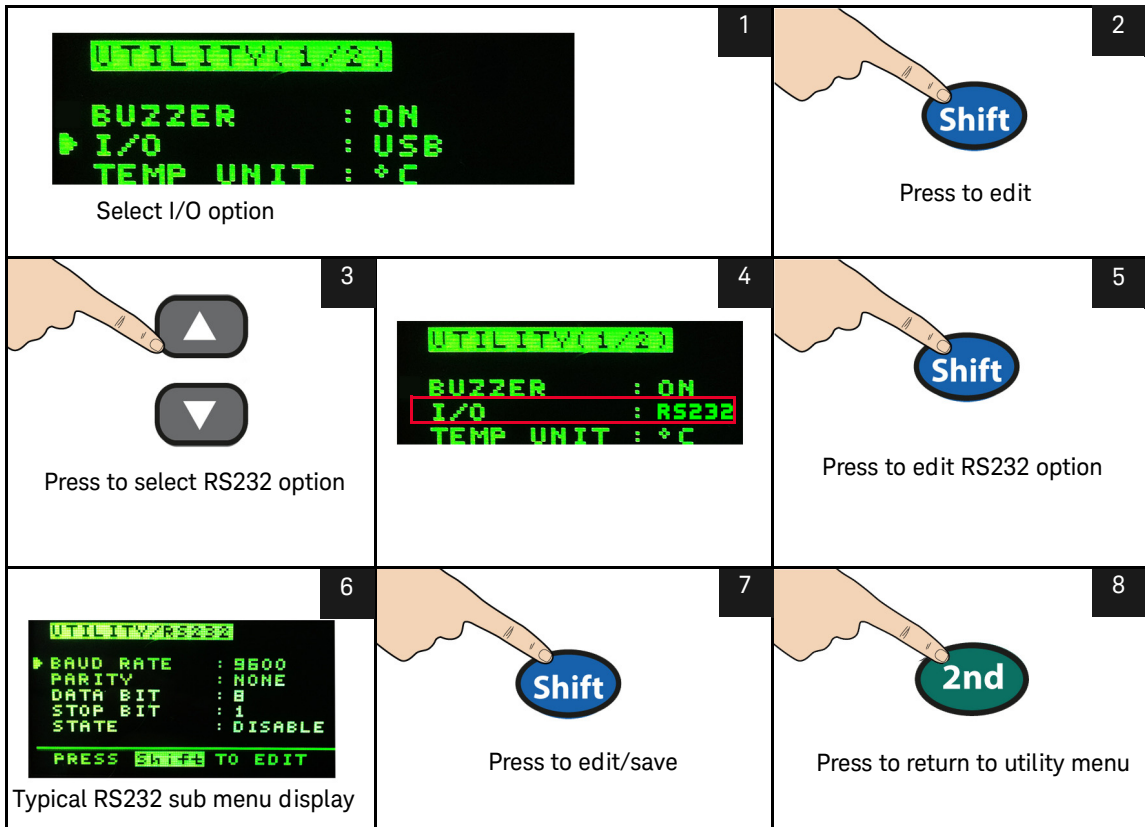 1
UTILITY(1/2)
BUZZER : ON
I/O : USB
TEMP UNIT : °C
Select I/O option
2
Shift
Press to edit
3
Press to select RS232 option
4
UTILITY(1/2)
BUZZER : ON
I/O : RS232
TEMP UNIT : °C
5
Shift
Press to edit RS232 option
6
UTILITY/RS232
BAUD RATE : 9600
PARITY : NONE
DATA BIT : 8
STOP BIT : 1
STATE : DISABLE
PRESS Shift TO EDIT
Typical RS232 sub menu display
7
Shift
Press to edit/save
8
2nd
Press to return to utility menu